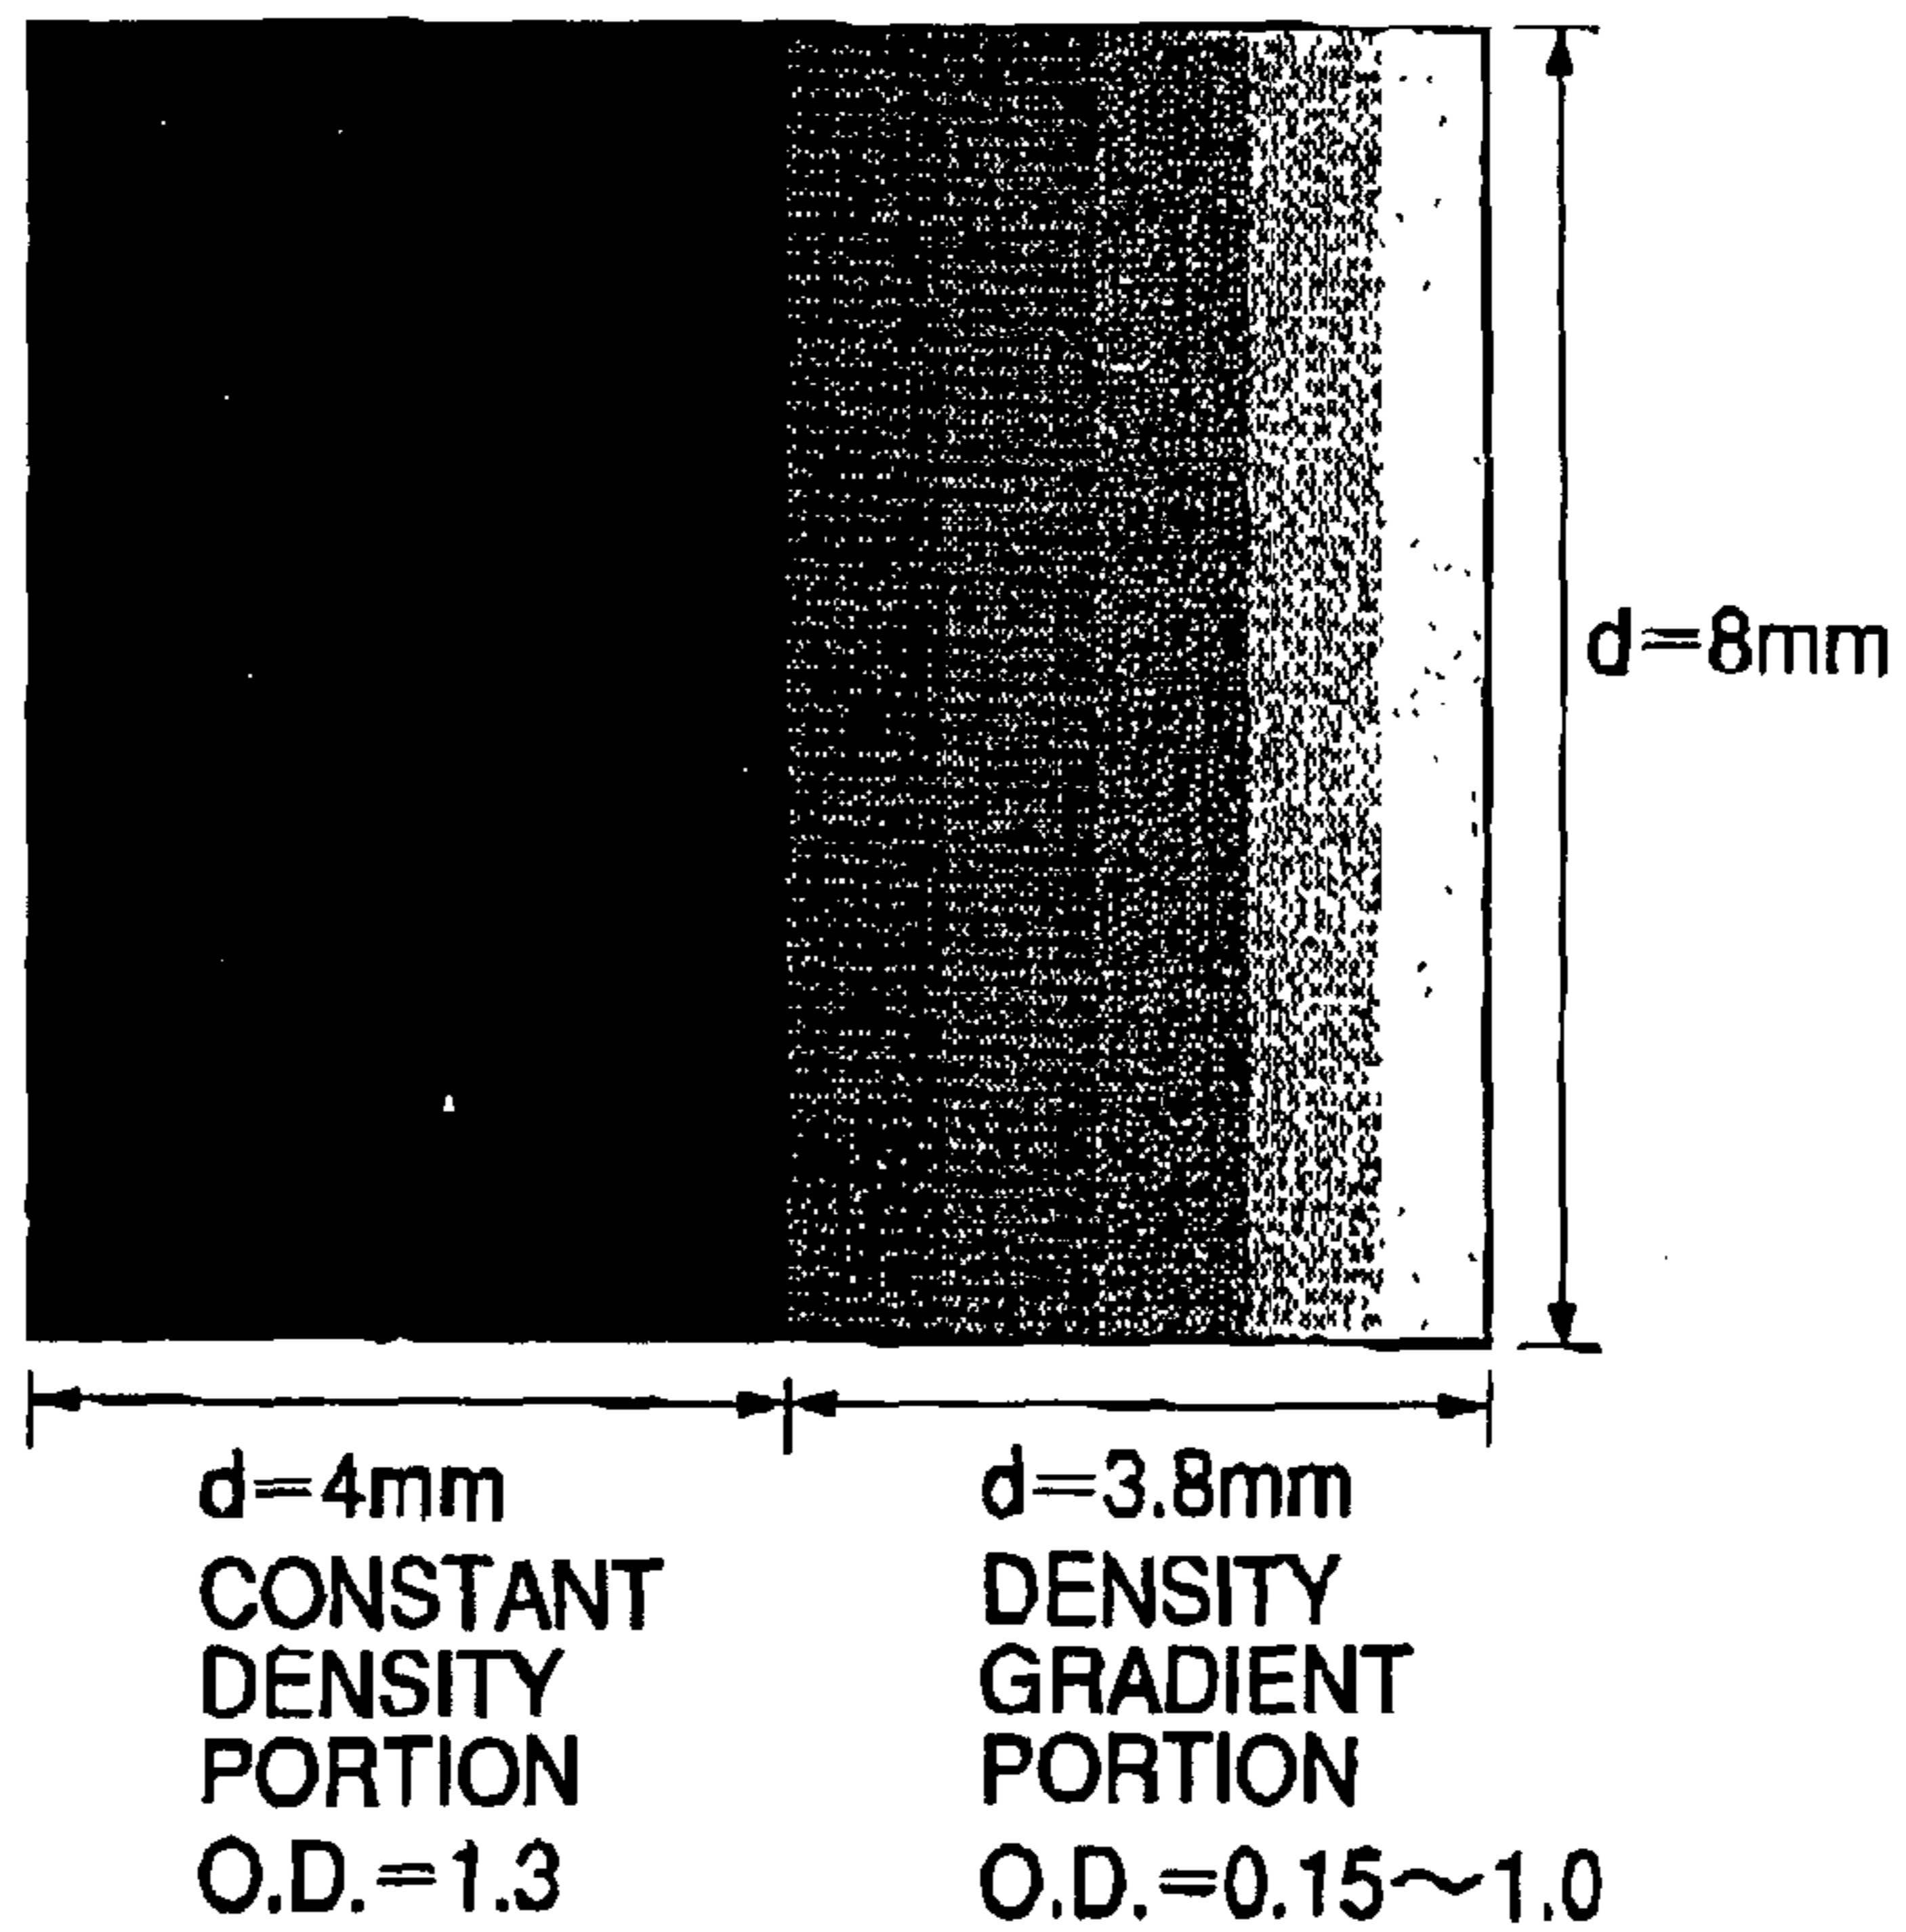 d=8mm
d=4mm
CONSTANT
DENSITY
PORTION
O.D.=1.3
d=3.8mm
DENSITY
GRADIENT
PORTION
O.D.=0.15~1.0